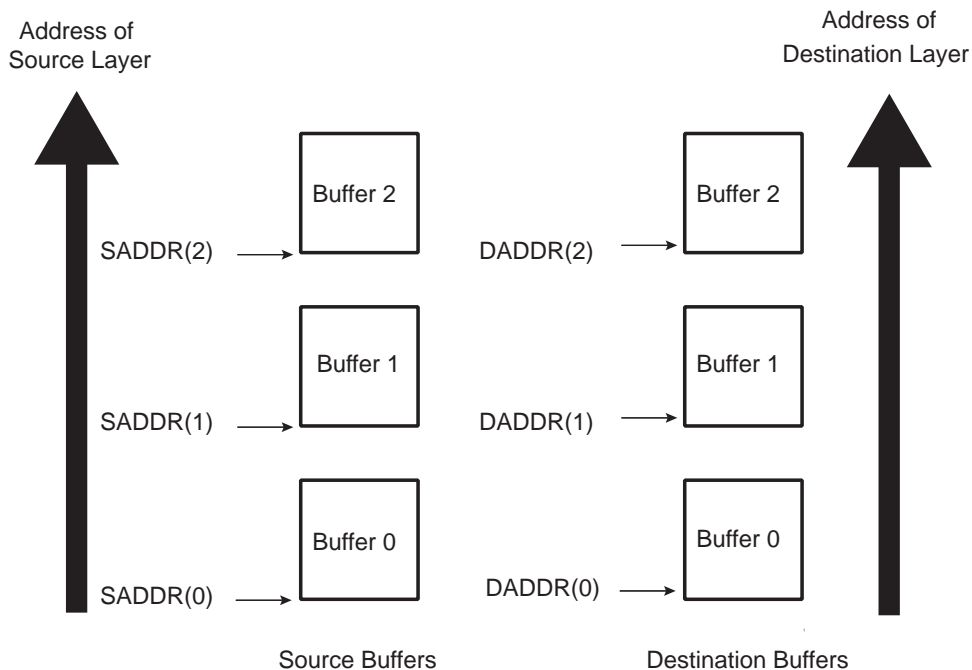 Address of
Source Layer
Address of
Destination Layer
Buffer 2
Buffer 2
SADDR(2)
DADDR(2)
Buffer 1
Buffer 1
SADDR(1)
DADDR(1)
Buffer 0
Buffer 0
SADDR(0)
DADDR(0)
Source Buffers
Destination Buffers